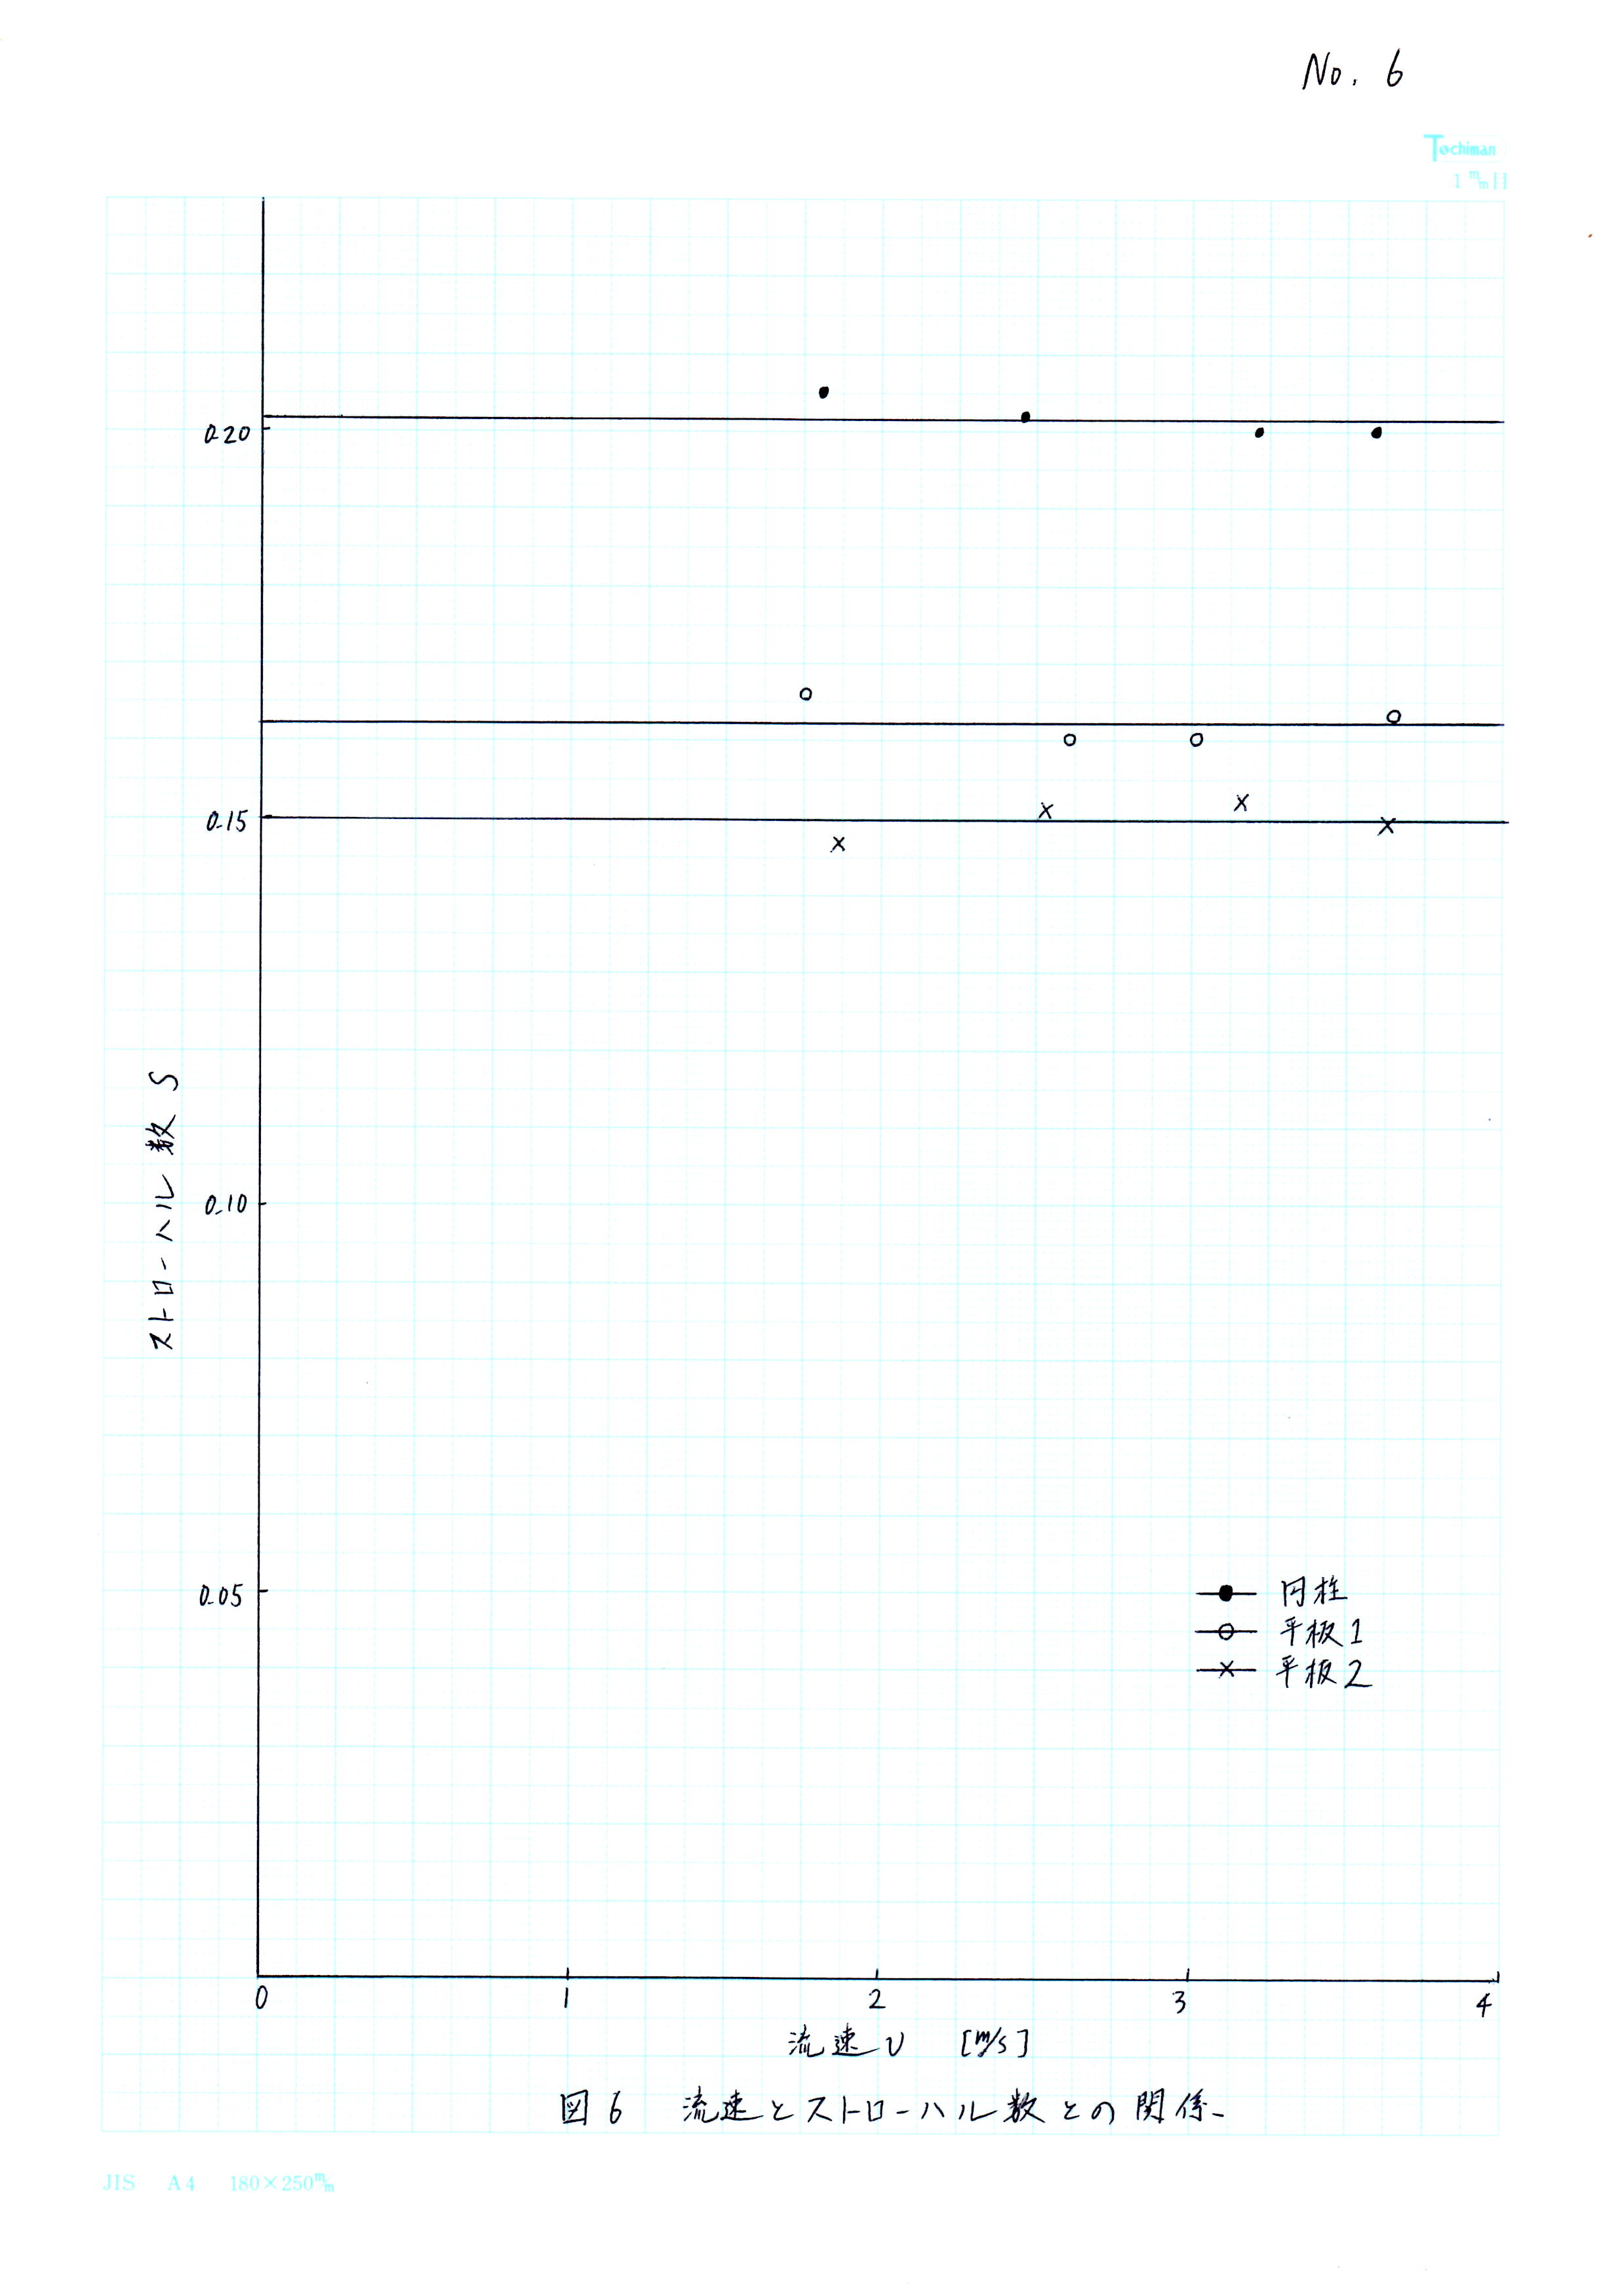 No. 6
Tochiman
1 m/m H
0.20
0.15
0.10
0.05
ストローハル数 S
円柱
平板1
平板2
0 1 2 3 4
流速 U [m/s]
図6 流速とストローハル数との関係.
JIS A4 180×250 m/m